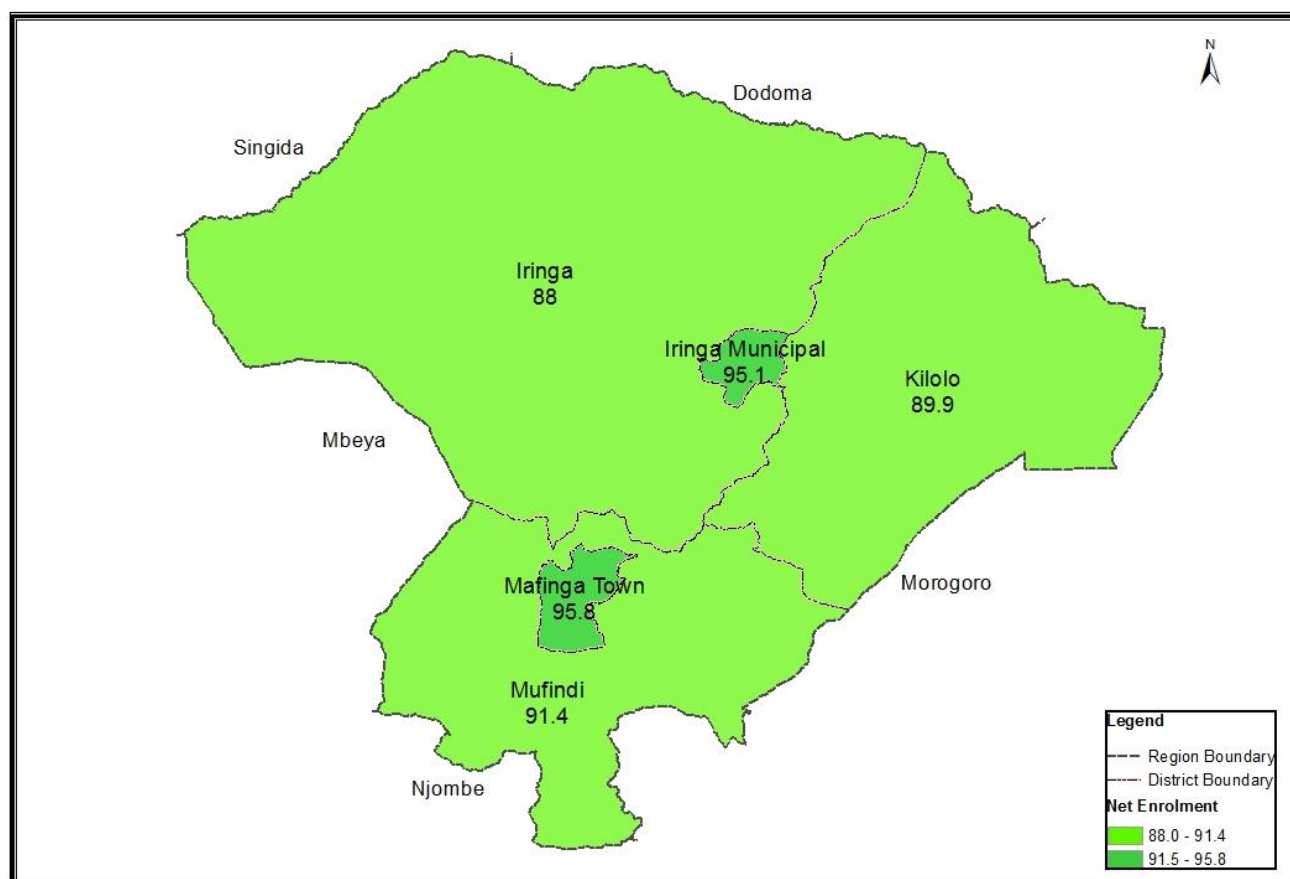 N
Dodoma
Singida
Iringa
88
Iringa Municipal
95.1
Kilolo
89.9
Mbeya
Mafinga Town
95.8
Morogoro
Mufindi
91.4
Njombe
Legend
Region Boundary
District Boundary
Net Enrolment
88.0 - 91.4
91.5 - 95.8